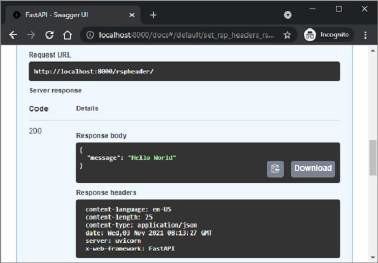 FastAPI - Swagger UI
localhost:8000/docs#/default/set_rsp_headers_rs...
Incognito
Request URL
http://localhost:8000/rspheader/
Server response
Code Details
200
Response body
{
"message": "Hello World"
}
Download
Response headers
content-language: en-US
content-length: 25
content-type: application/json
date: Wed,03 Nov 2021 08:13:27 GMT
server: uvicorn
x-web-framework: FastAPI